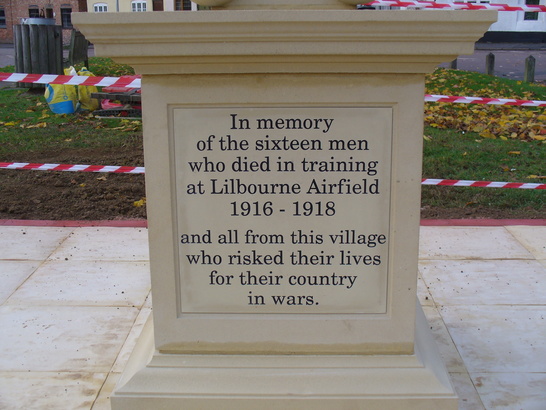 In memory
of the sixteen men
who died in training
at Lilbourne Airfield
1916 - 1918
and all from this village
who risked their lives
for their country
in wars.